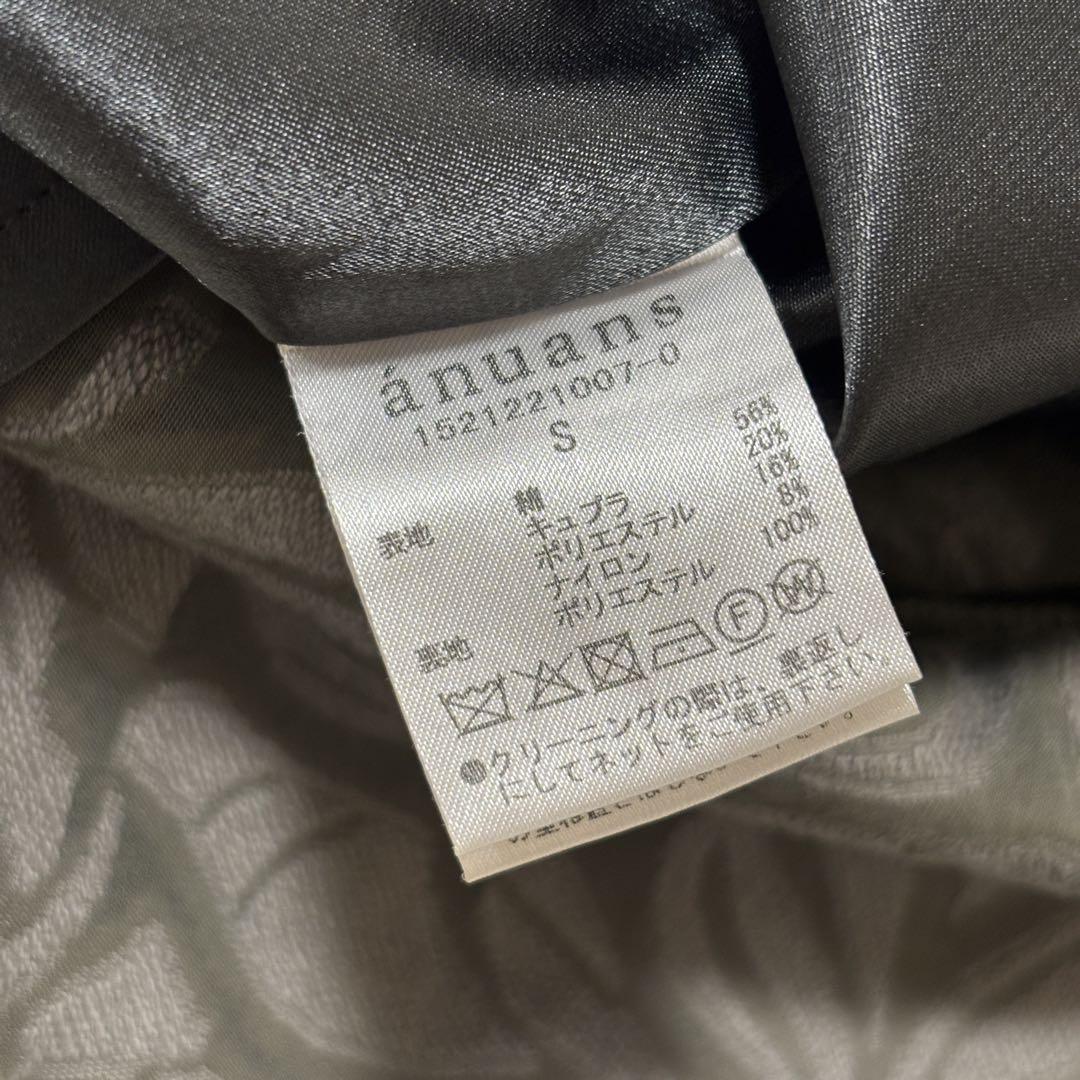 ánuans
1521221007-0
S
表地 綿 56%
キュプラ 20%
ポリエステル 16%
ナイロン 8%
裏地 ポリエステル 100%
F W
●クリーニングの際は、裏返し
にしてネットをご使用下さい。